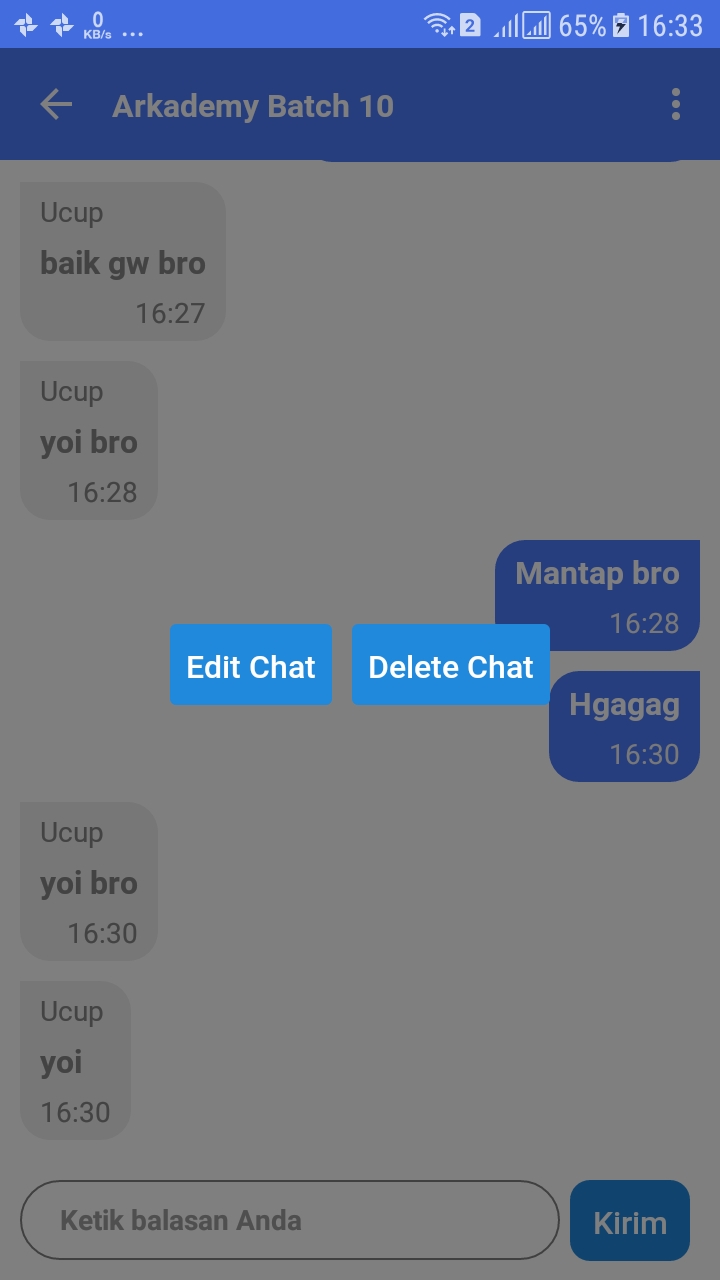 0
KB/s ... 2 65% 16:33
Arkademy Batch 10
Ucup
baik gw bro
16:27
Ucup
yoi bro
16:28
Mantap bro
16:28
Edit Chat Delete Chat
Hgagag
16:30
Ucup
yoi bro
16:30
Ucup
yoi
16:30
Ketik balasan Anda Kirim